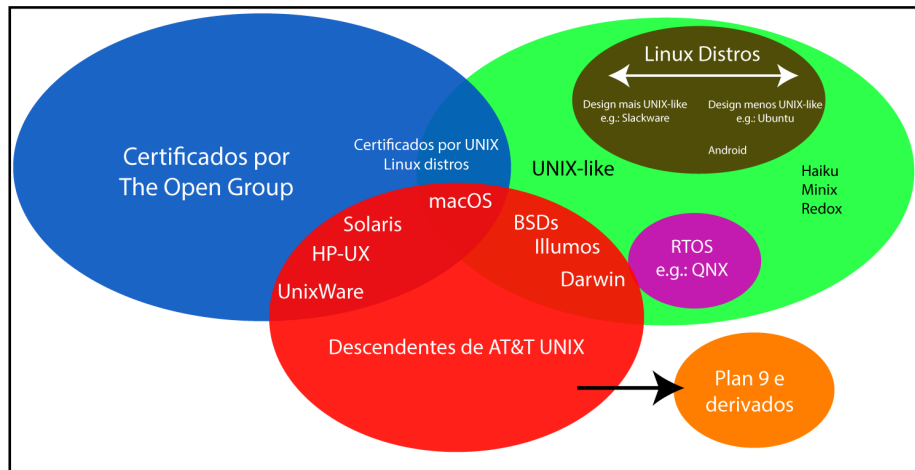 Linux Distros
Design mais UNIX-like
e.g.: Slackware
Design menos UNIX-like
e.g.: Ubuntu
Android
Certificados por
The Open Group
Certificados por UNIX
Linux distros
UNIX-like
Haiku
Minix
Redox
macOS
Solaris
HP-UX
UnixWare
BSDs
Illumos
Darwin
RTOS
e.g.: QNX
Descendentes de AT&T UNIX
Plan 9 e
derivados